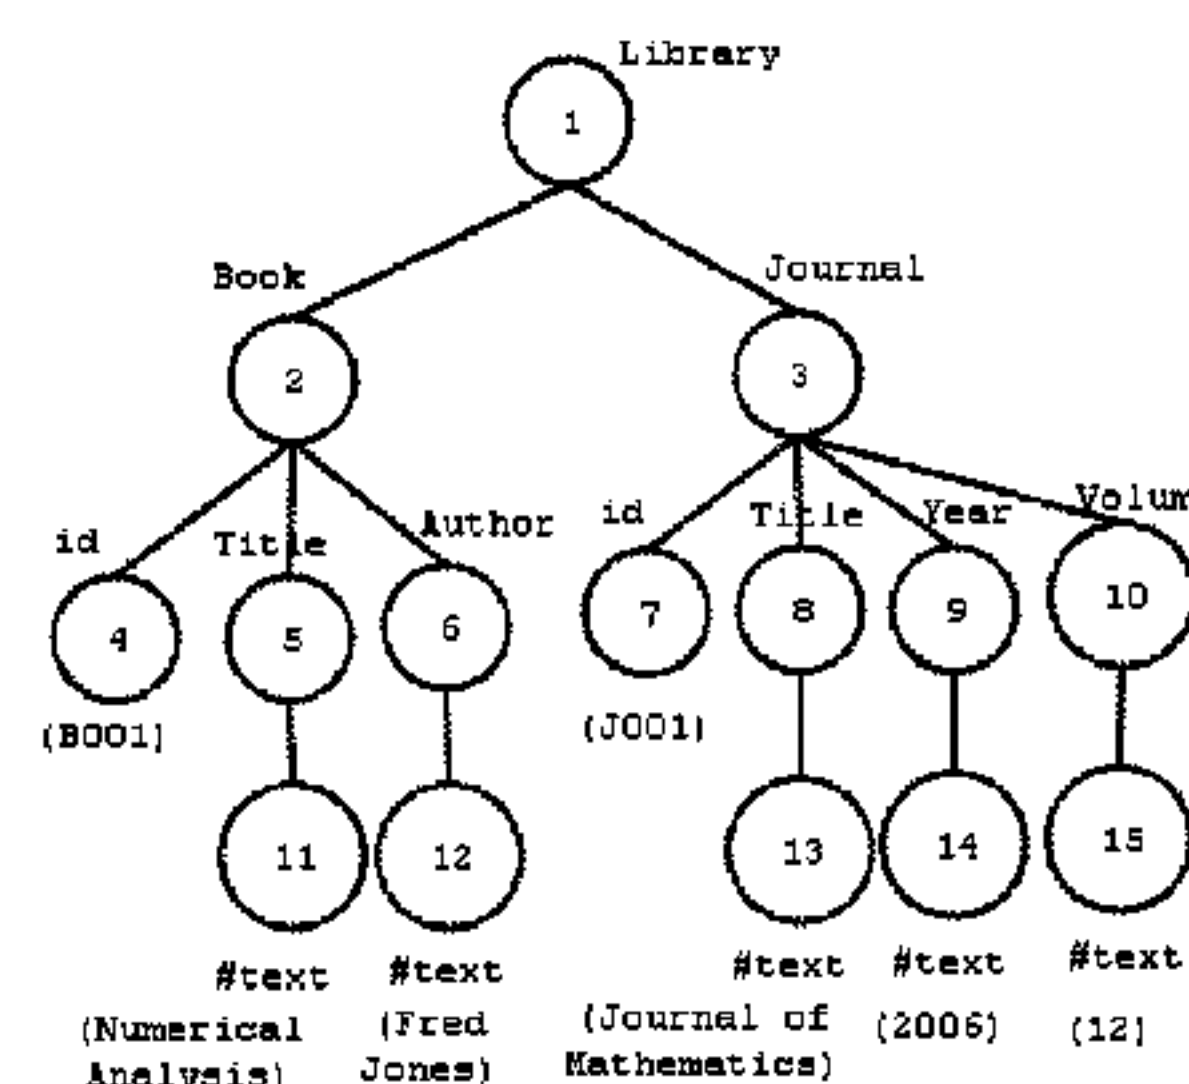 Library
1
Book
Journal
2
3
id
Title
Author
id
Title
Year
Volum
4
5
6
7
8
9
10
(B001)
(J001)
11
12
13
14
15
#text
#text
#text
#text
#text
(Numerical
Analysis)
(Fred
Jones)
(Journal of
Mathematics)
(2006)
(12)